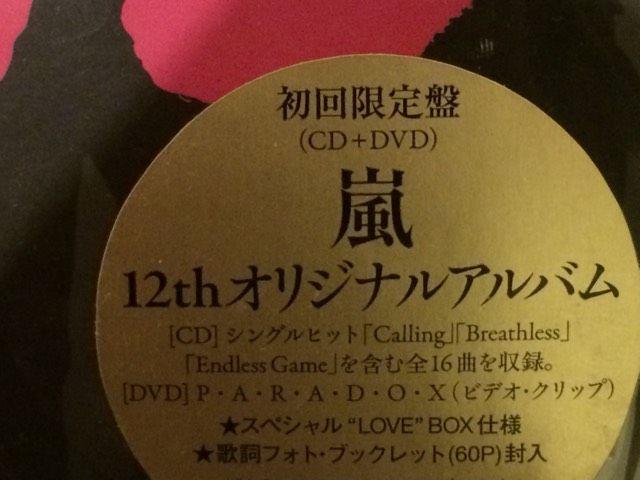 初回限定盤
(CD+DVD)
嵐
12thオリジナルアルバム
[CD] シングルヒット「Calling」「Breathless」
「Endless Game」を含む全16曲を収録。
[DVD] P・A・R・A・D・O・X (ビデオ・クリップ)
★スペシャル “LOVE” BOX仕様
★歌詞フォト・ブックレット(60P)封入